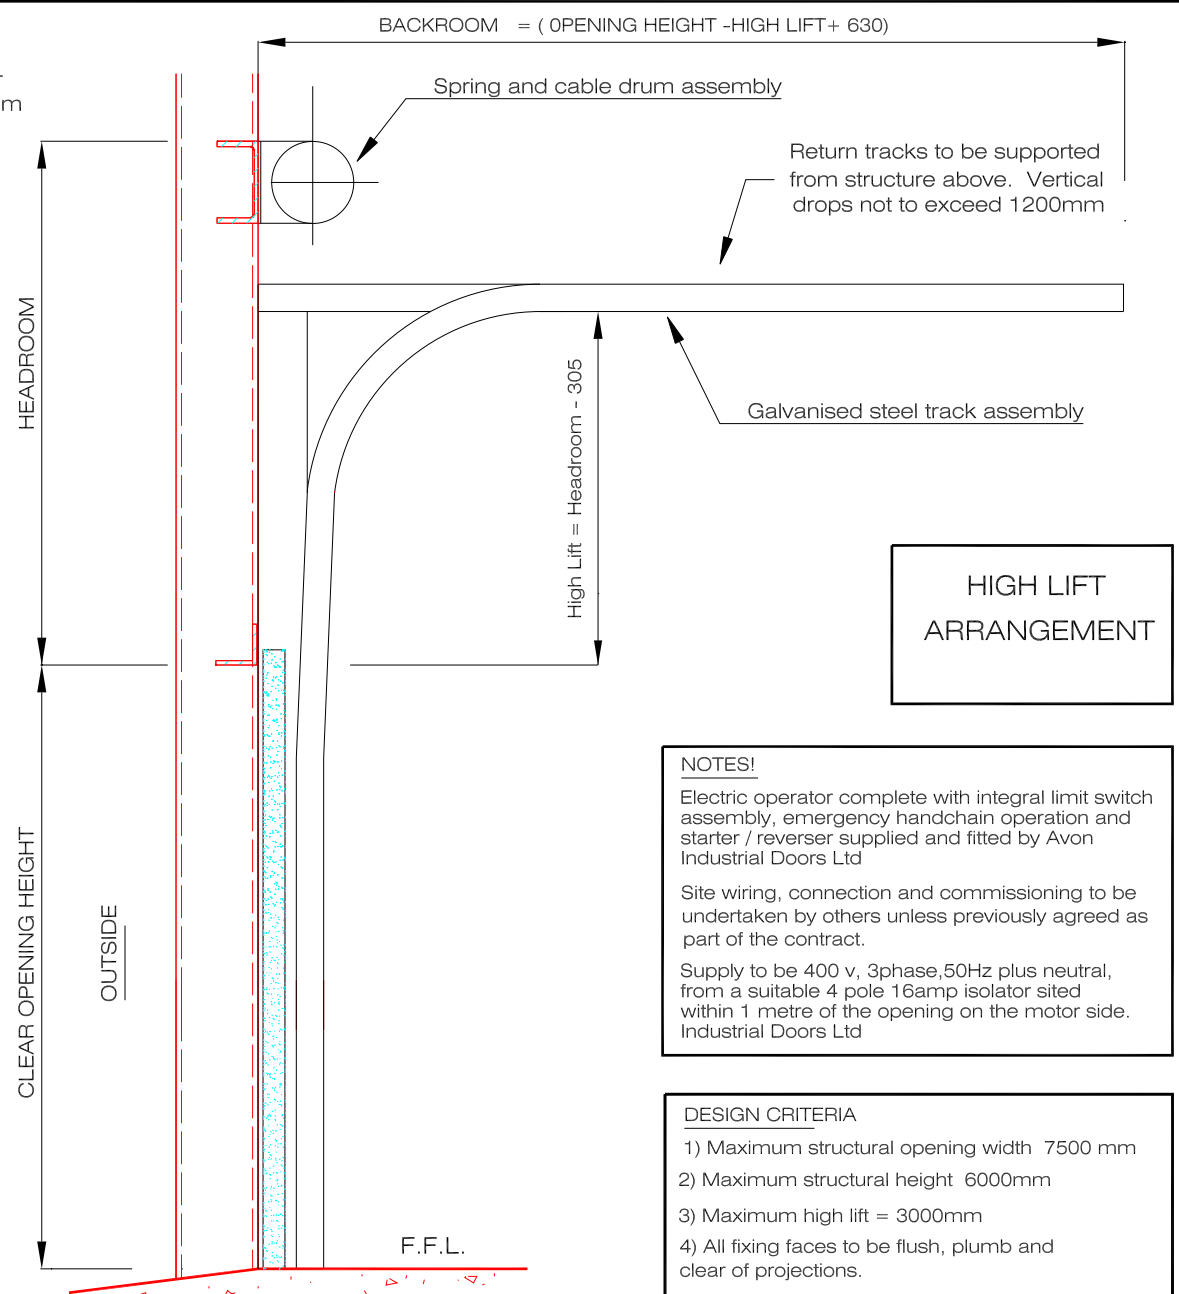 BACKROOM = ( 0PENING HEIGHT -HIGH LIFT+ 630)
m
Spring and cable drum assembly
Return tracks to be supported
from structure above. Vertical
drops not to exceed 1200mm
HEADROOM
High Lift = Headroom - 305
Galvanised steel track assembly
HIGH LIFT
ARRANGEMENT
NOTES!
Electric operator complete with integral limit switch
assembly, emergency handchain operation and
starter / reverser supplied and fitted by Avon
Industrial Doors Ltd
Site wiring, connection and commissioning to be
undertaken by others unless previously agreed as
part of the contract.
Supply to be 400 v, 3phase,50Hz plus neutral,
from a suitable 4 pole 16amp isolator sited
within 1 metre of the opening on the motor side.
Industrial Doors Ltd
CLEAR OPENING HEIGHT
OUTSIDE
F.F.L.
DESIGN CRITERIA
1) Maximum structural opening width 7500 mm
2) Maximum structural height 6000mm
3) Maximum high lift = 3000mm
4) All fixing faces to be flush, plumb and
clear of projections.